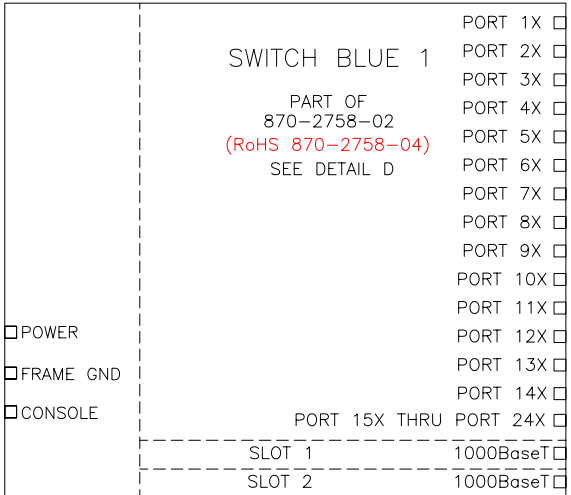 PORT 1X
SWITCH BLUE 1
PORT 2X
PORT 3X
PART OF
PORT 4X
870-2758-02
(RoHS 870-2758-04)
PORT 5X
SEE DETAIL D
PORT 6X
PORT 7X
PORT 8X
PORT 9X
PORT 10X
PORT 11X
POWER
PORT 12X
FRAME GND
PORT 13X
PORT 14X
CONSOLE
PORT 15X THRU PORT 24X
SLOT 1 1000BaseT
SLOT 2 1000BaseT